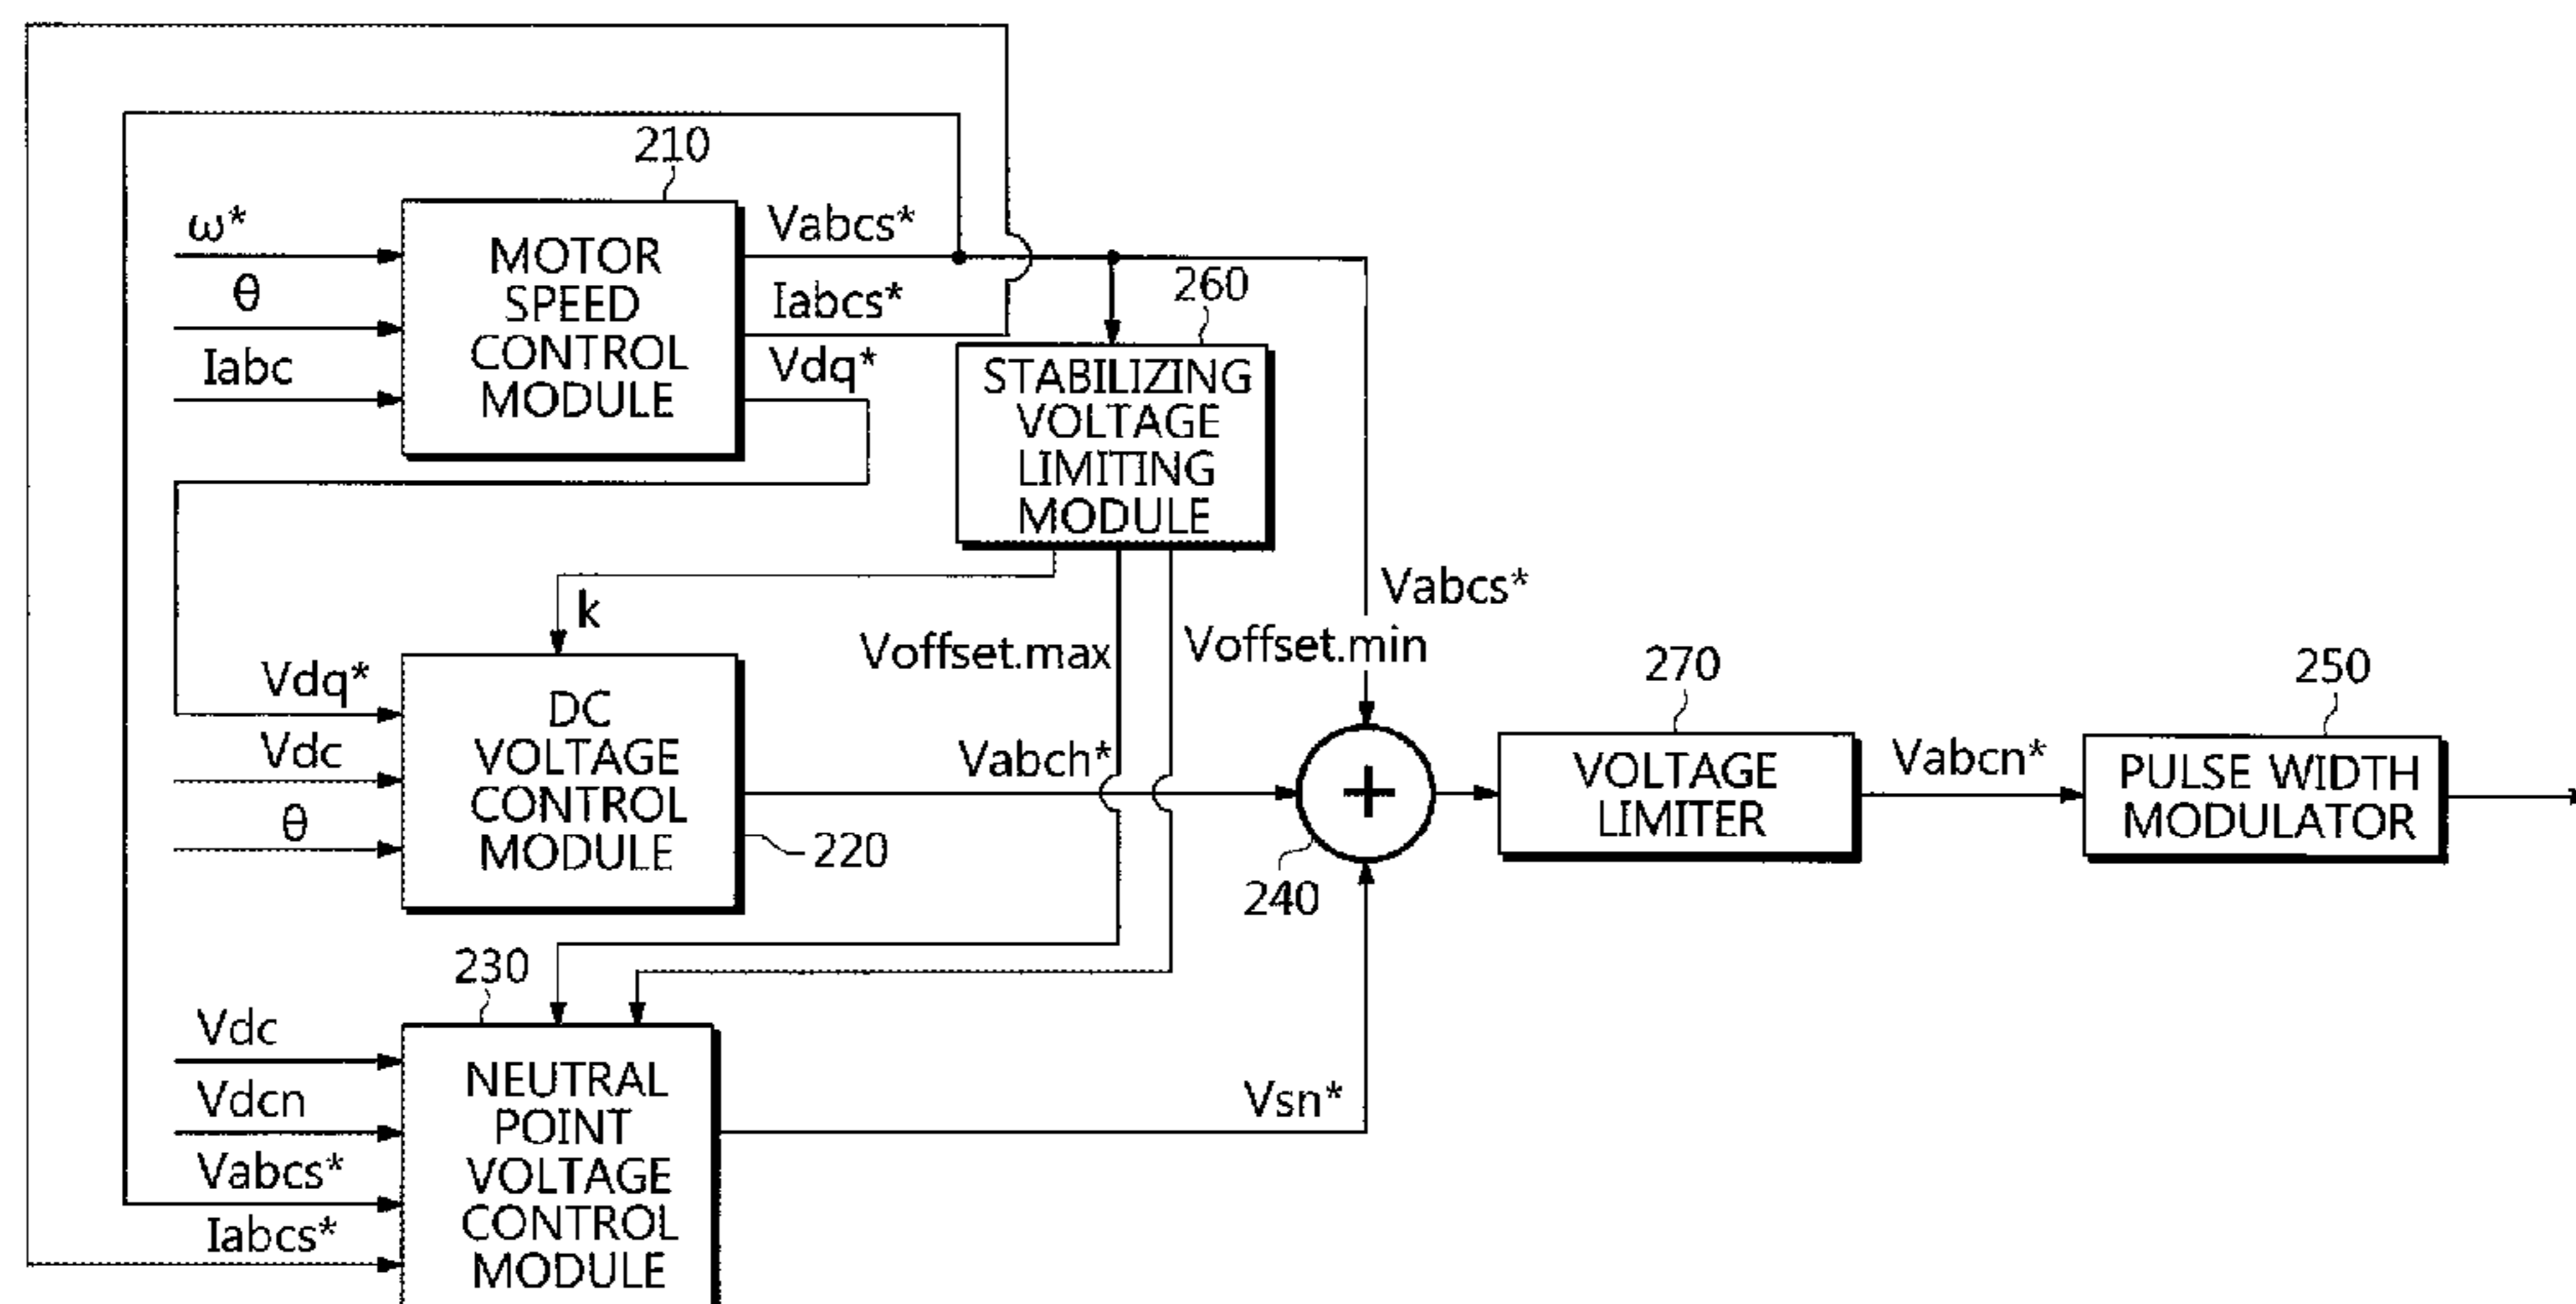 210
ω*
θ
Iabc
MOTOR
SPEED
CONTROL
MODULE
Vabcs*
Iabcs*
Vdq*
260
STABILIZING
VOLTAGE
LIMITING
MODULE
k
Voffset.max
Voffset.min
Vabcs*
Vdq*
Vdc
θ
DC
VOLTAGE
CONTROL
MODULE
220
Vabch*
240
+
270
VOLTAGE
LIMITER
Vabcn*
250
PULSE WIDTH
MODULATOR
230
Vdc
Vdcn
Vabcs*
Iabcs*
NEUTRAL
POINT
VOLTAGE
CONTROL
MODULE
Vsn*